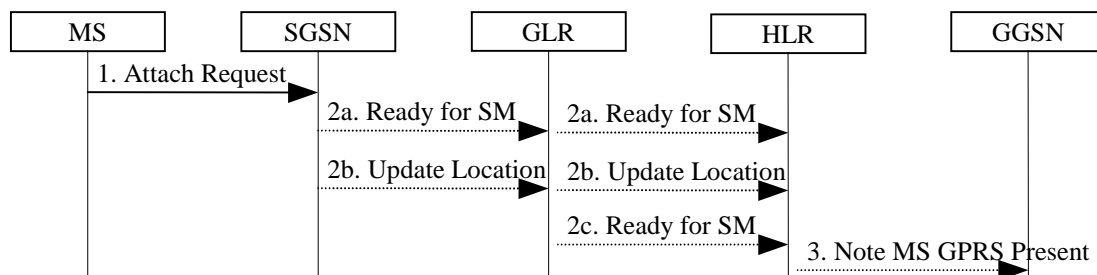 MS
SGSN
GLR
HLR
GGSN
1. Attach Request
2a. Ready for SM
2a. Ready for SM
2b. Update Location
2b. Update Location
2c. Ready for SM
3. Note MS GPRS Present